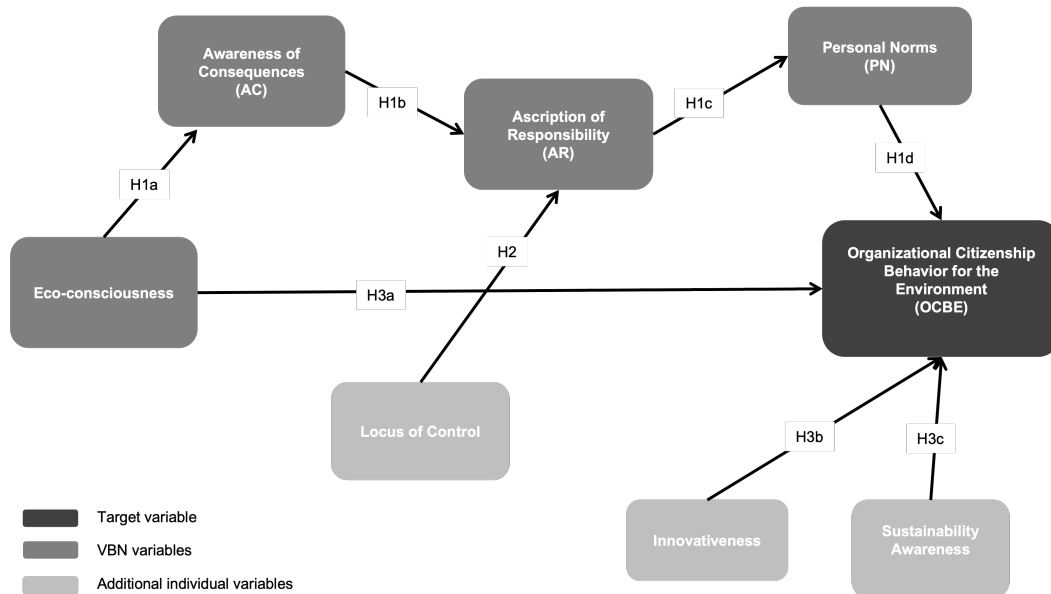 Awareness of
Consequences
(AC)
H1b
Ascription of
Responsibility
(AR)
H1c
Personal Norms
(PN)
H1a
H1d
Eco-consciousness
H3a
H2
Organizational Citizenship
Behavior for the
Environment
(OCBE)
Locus of Control
H3b
H3c
Innovativeness
Sustainability
Awareness
Target variable
VBN variables
Additional individual variables